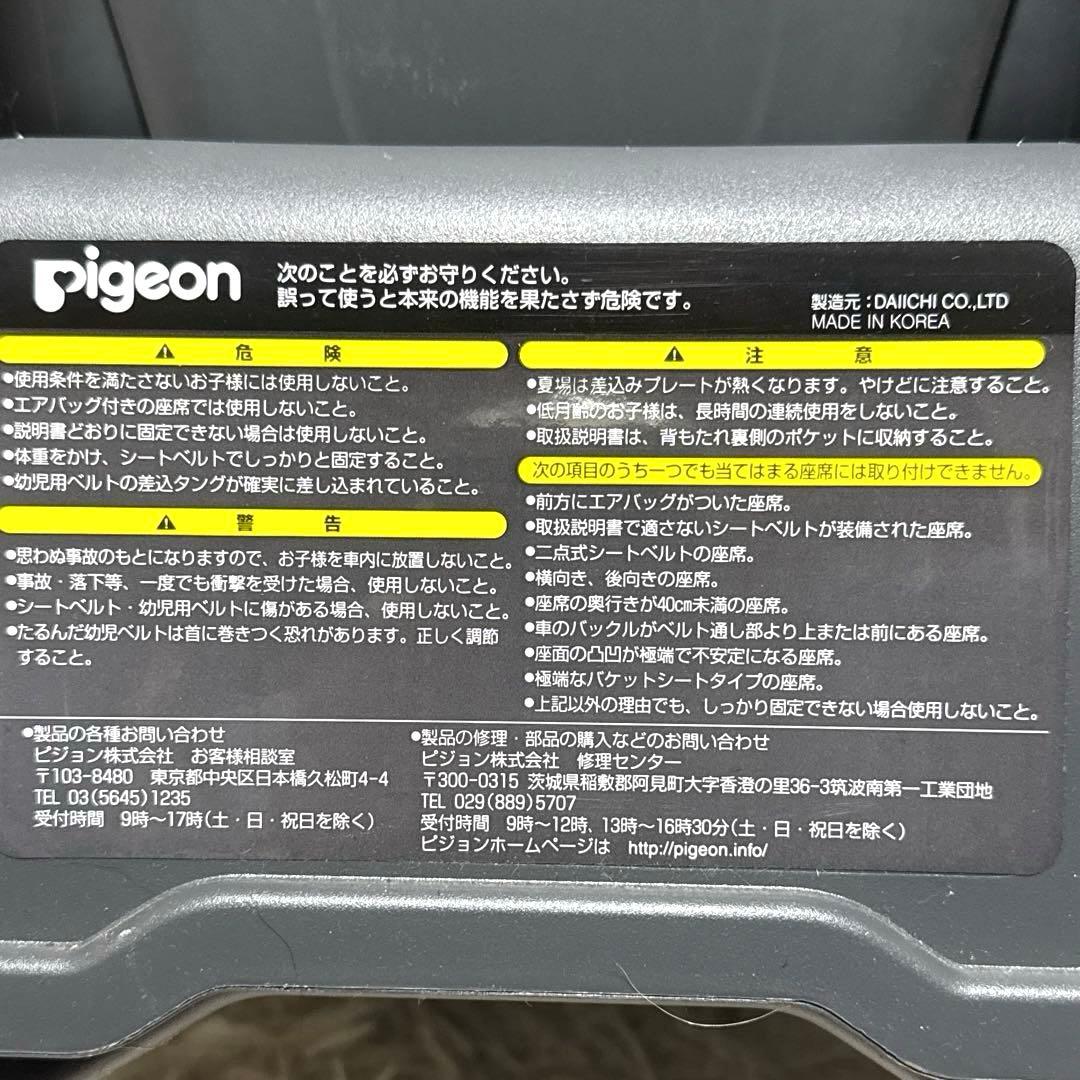 pigeon
次のことを必ずお守りください。
誤って使うと本来の機能を果たさず危険です。
製造元:DAIICHI CO.,LTD
MADE IN KOREA
⚠ 危 険
●使用条件を満たさないお子様には使用しないこと。
●エアバッグ付きの座席では使用しないこと。
●説明書どおりに固定できない場合は使用しないこと。
●体重をかけ、シートベルトでしっかりと固定すること。
●幼児用ベルトの差込タングが確実に差し込まれていること。
⚠ 警 告
●思わぬ事故のもとになりますので、お子様を車内に放置しないこと。
●事故・落下等、一度でも衝撃を受けた場合、使用しないこと。
●シートベルト・幼児用ベルトに傷がある場合、使用しないこと。
●たるんだ幼児ベルトは首に巻きつく恐れがあります。正しく調節
すること。
⚠ 注 意
●夏場は差込みプレートが熱くなります。やけどに注意すること。
●低月齢のお子様は、長時間の連続使用をしないこと。
●取扱説明書は、背もたれ裏側のポケットに収納すること。
次の項目のうち一つでも当てはまる座席には取り付けできません。
●前方にエアバッグがついた座席。
●取扱説明書で適さないシートベルトが装備された座席。
●二点式シートベルトの座席。
●横向き、後向きの座席。
●座席の奥行きが40cm未満の座席。
●車のバックルがベルト通し部より上または前にある座席。
●座面の凸凹が極端で不安定になる座席。
●極端なバケットシートタイプの座席。
●上記以外の理由でも、しっかり固定できない場合使用しないこと。
●製品の各種お問い合わせ
ピジョン株式会社 お客様相談室
〒103-8480 東京都中央区日本橋久松町4-4
TEL 03(5645)1235
受付時間 9時～17時(土・日・祝日を除く)
●製品の修理・部品の購入などのお問い合わせ
ピジョン株式会社 修理センター
〒300-0315 茨城県稲敷郡阿見町大字香澄の里36-3筑波南第一工業団地
TEL 029(889)5707
受付時間 9時～12時、13時～16時30分(土・日・祝日を除く)
ピジョンホームページは http://pigeon.info/